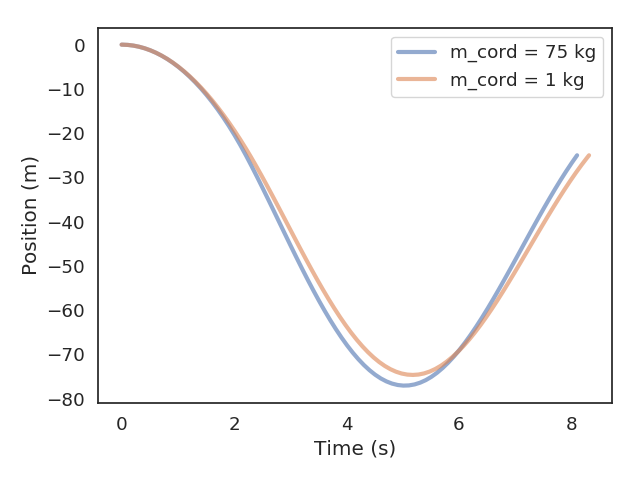 m_cord = 75 kg
m_cord = 1 kg
0
−10
−20
−30
−40
−50
−60
−70
−80
Position (m)
0 2 4 6 8
Time (s)